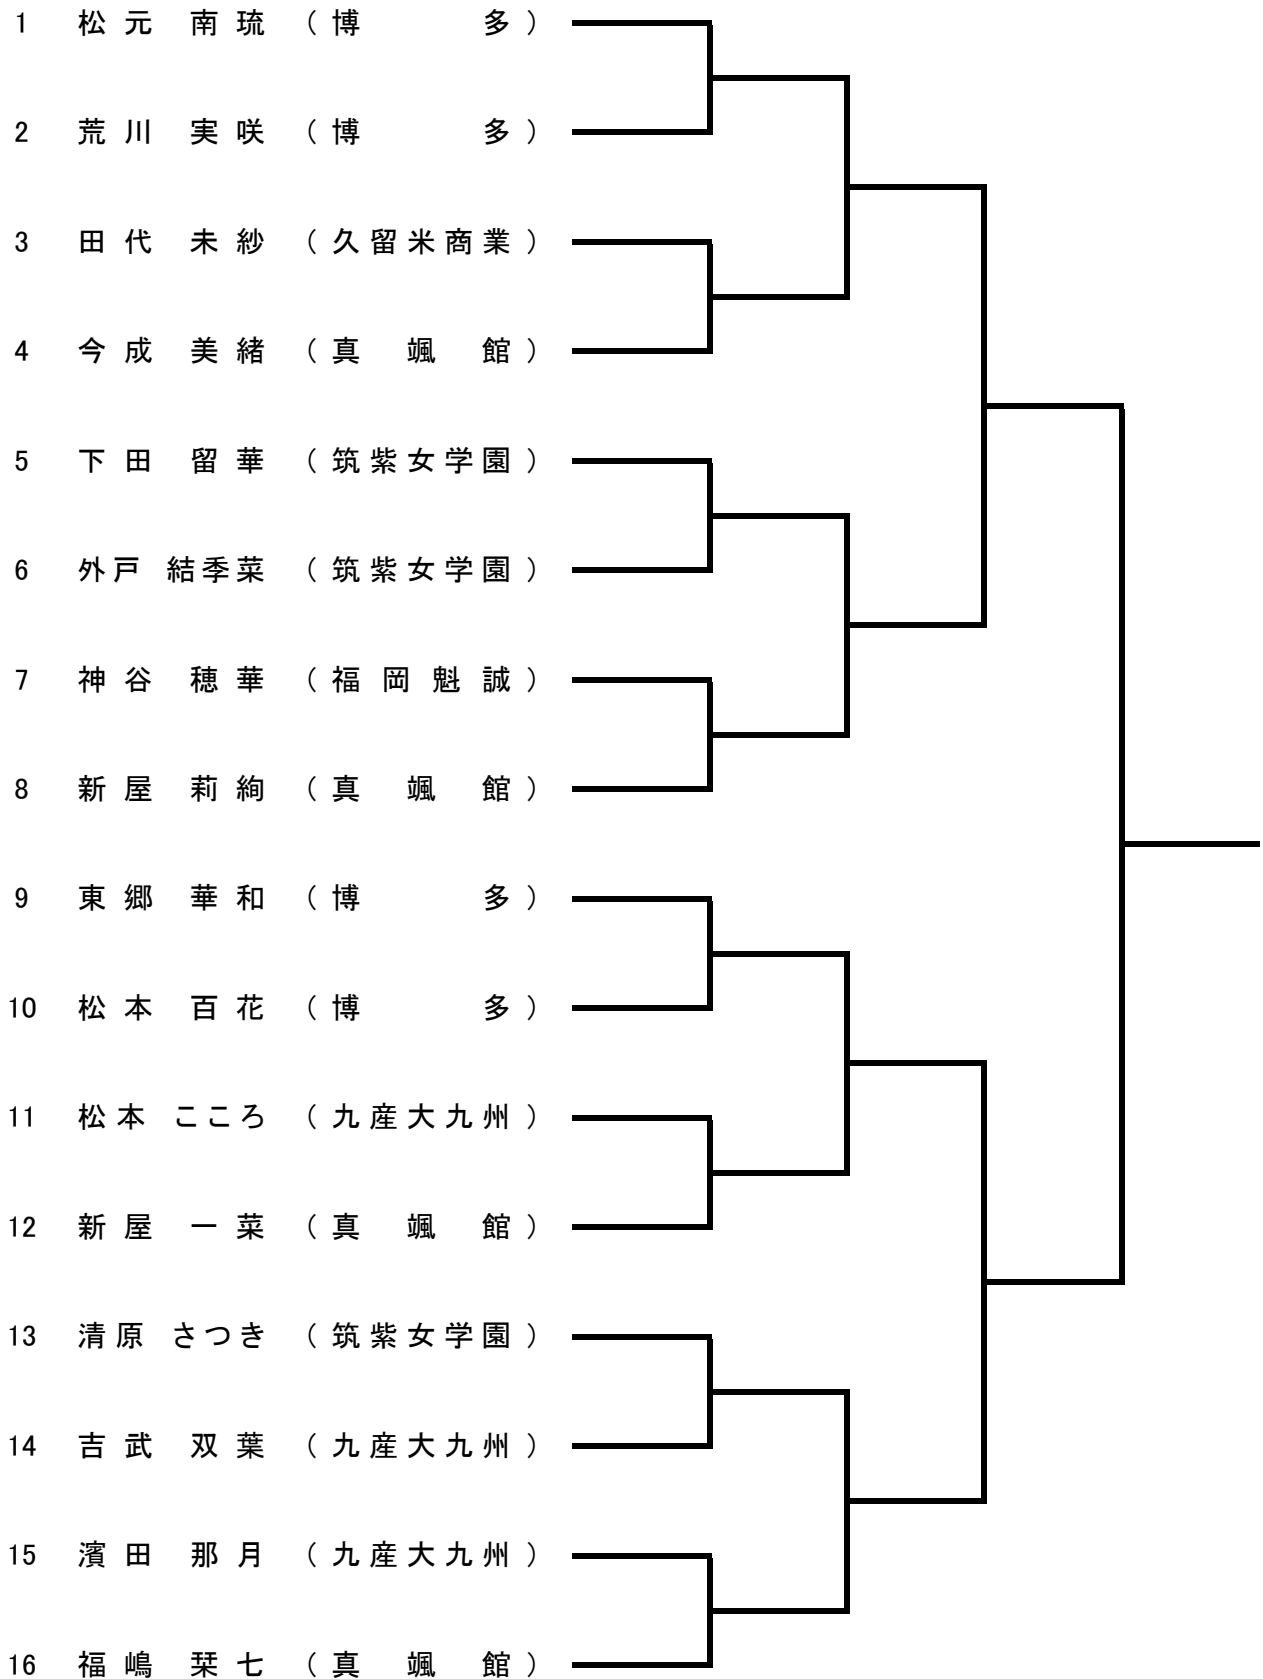 1 松元 南琉 (博多)
2 荒川 実咲 (博多)
3 田代 未紗 (久留米商業)
4 今成 美緒 (真颯館)
5 下田 留華 (筑紫女学園)
6 外戸 結季菜 (筑紫女学園)
7 神谷 穂華 (福岡魁誠)
8 新屋 莉絢 (真颯館)
9 東郷 華和 (博多)
10 松本 百花 (博多)
11 松本 こころ (九産大九州)
12 新屋 一菜 (真颯館)
13 清原 さつき (筑紫女学園)
14 吉武 双葉 (九産大九州)
15 濱田 那月 (九産大九州)
16 福嶋 栞七 (真颯館)